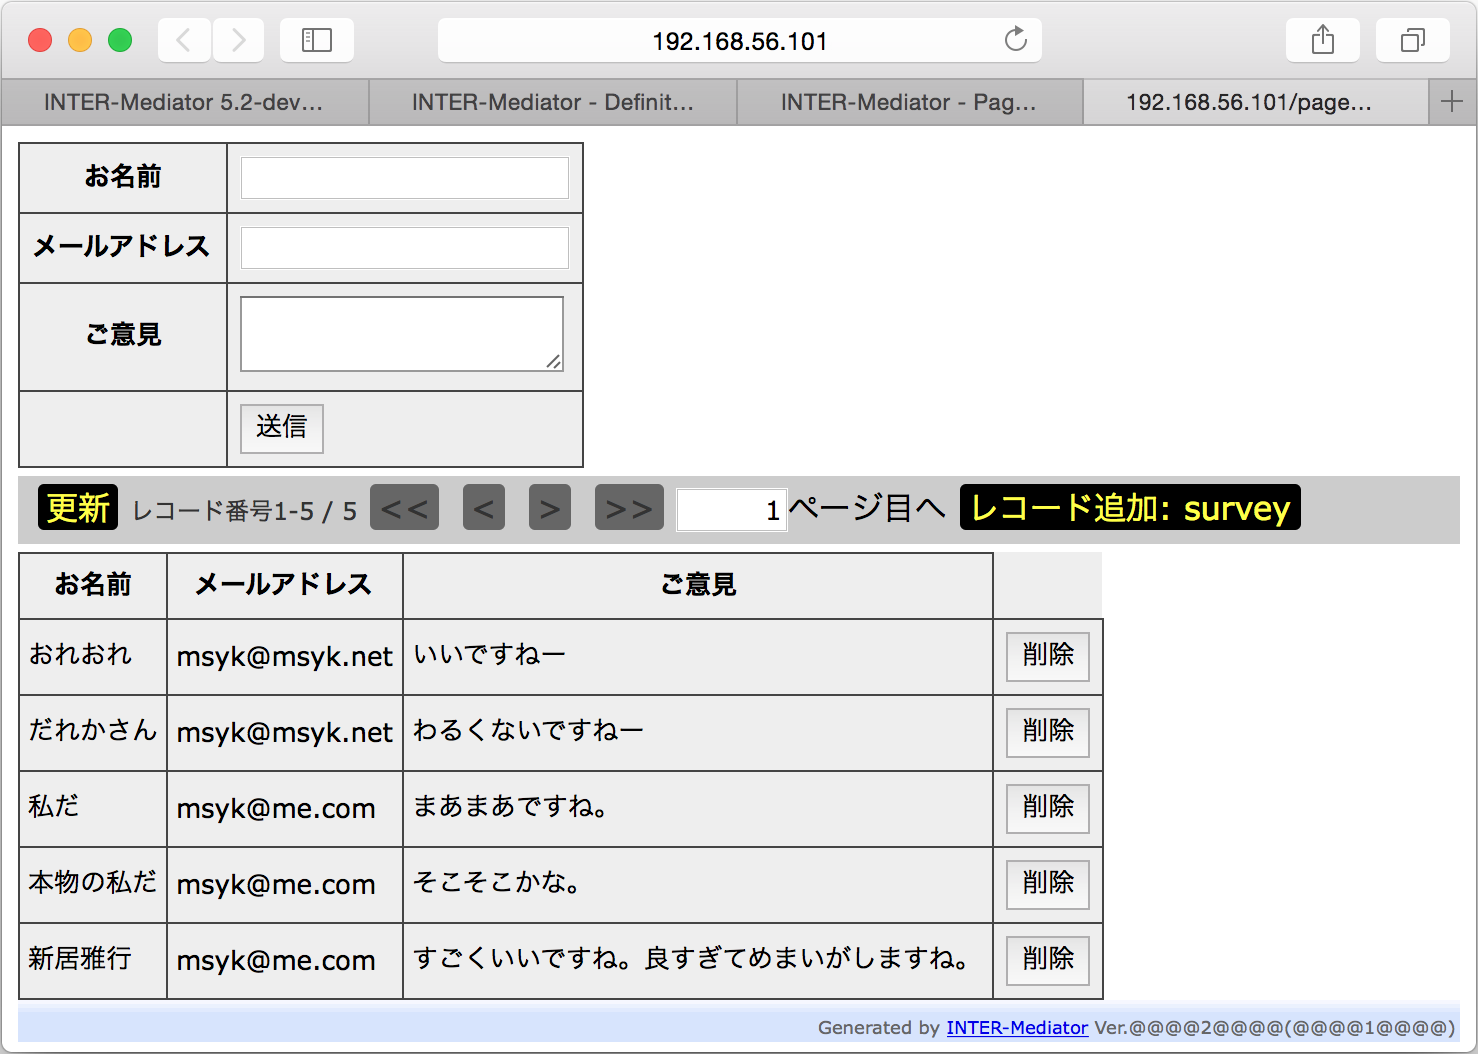 192.168.56.101
INTER-Mediator 5.2-dev… INTER-Mediator - Definit… INTER-Mediator - Pag… 192.168.56.101/page…
お名前
メールアドレス
ご意見
送信
更新 レコード番号1-5 / 5 << < > >> 1 ページ目へ レコード追加: survey
お名前 メールアドレス ご意見
おれおれ msyk@msyk.net いいですねー 削除
だれかさん msyk@msyk.net わるくないですねー 削除
私だ msyk@me.com まあまあですね。 削除
本物の私だ msyk@me.com そこそこかな。 削除
新居雅行 msyk@me.com すごくいいですね。良すぎてめまいがしますね。 削除
Generated by INTER-Mediator Ver.@@@@2@@@@(@@@@1@@@@)